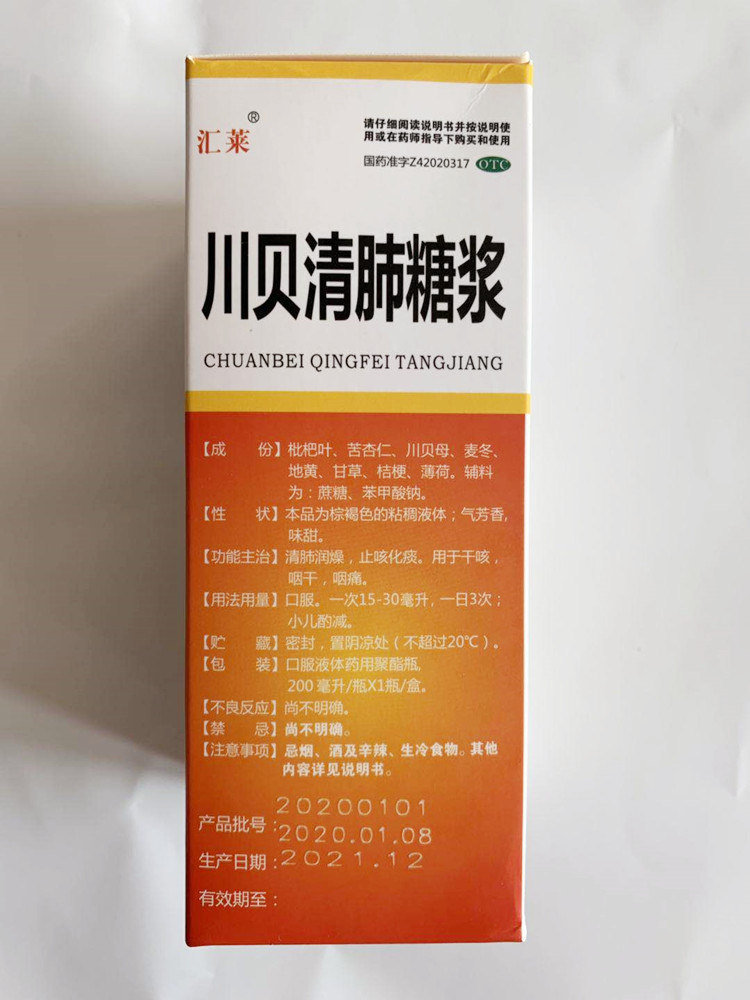 汇莱®
请仔细阅读说明书并按说明使
用或在药师指导下购买和使用
国药准字Z42020317 OTC
川贝清肺糖浆
CHUANBEI QINGFEI TANGJIANG
【成 份】枇杷叶、苦杏仁、川贝母、麦冬、
地黄、甘草、桔梗、薄荷。辅料
为：蔗糖、苯甲酸钠。
【性 状】本品为棕褐色的粘稠液体；气芳香，
味甜。
【功能主治】清肺润燥，止咳化痰。用于干咳，
咽干，咽痛。
【用法用量】口服。一次15-30毫升，一日3次；
小儿酌减。
【贮 藏】密封，置阴凉处（不超过20℃）。
【包 装】口服液体药用聚酯瓶，
200 毫升/瓶X1瓶/盒。
【不良反应】尚不明确。
【禁 忌】尚不明确。
【注意事项】忌烟、酒及辛辣、生冷食物。其他
内容详见说明书。
20200101
产品批号：
2020.01.08
生产日期：2021.12
有效期至：